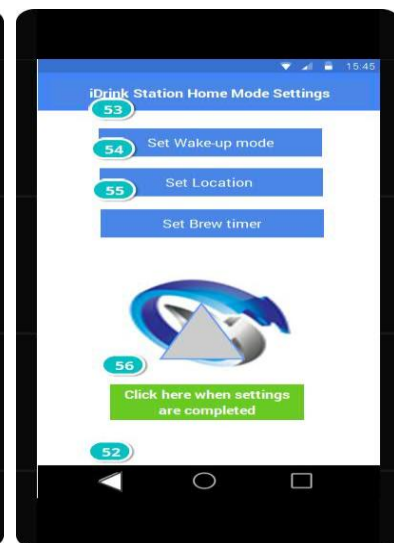 15:45
iDrink Station Home Mode Settings
53
54
Set Wake-up mode
55
Set Location
Set Brew timer
56
Click here when settings
are completed
52